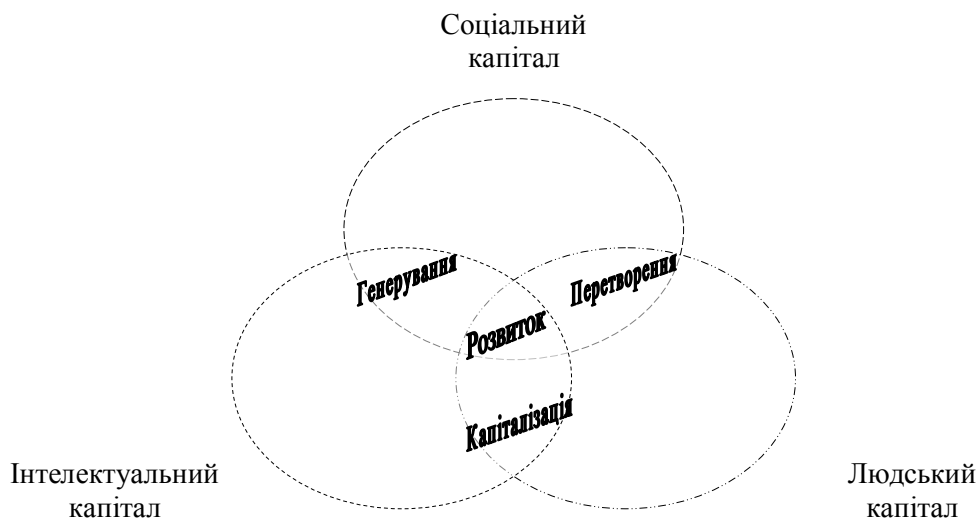 Соціальний
капітал
Генерування
Перетворення
Розвиток
Капіталізація
Інтелектуальний
капітал
Людський
капітал